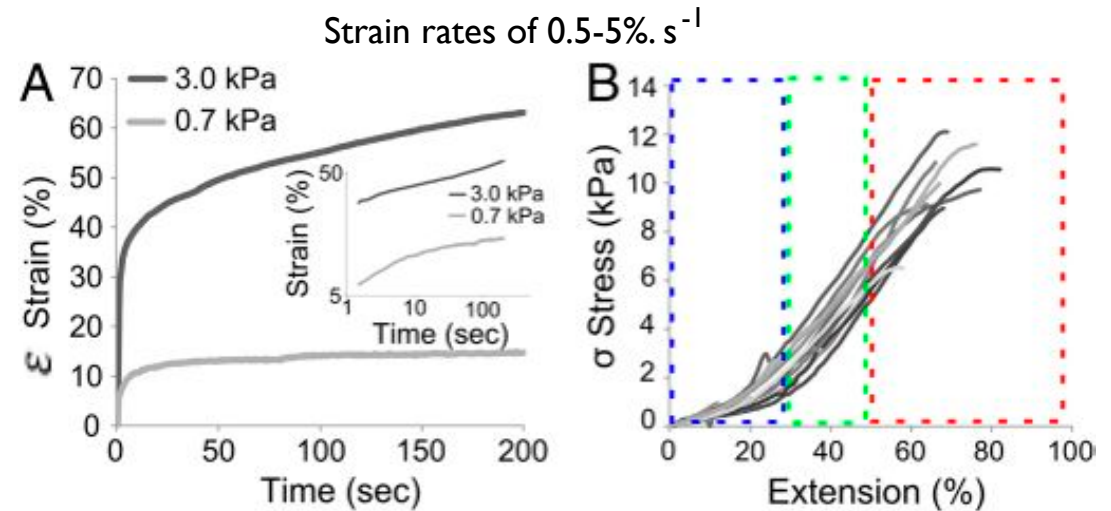 Strain rates of 0.5-5%. s⁻¹
A
70
60
50
40
30
20
10
0
ε Strain (%)
3.0 kPa
0.7 kPa
0
50
100
150
200
Time (sec)
50
5
Strain (%)
3.0 kPa
0.7 kPa
1
10
100
Time (sec)
B
14
12
10
8
6
4
2
0
σ Stress (kPa)
0
20
40
60
80
100
Extension (%)